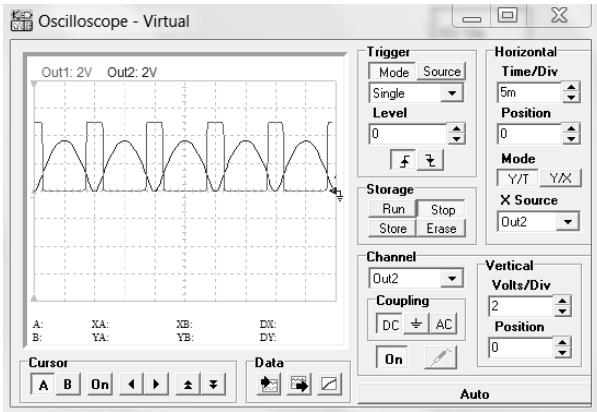 Oscilloscope - Virtual
Out1: 2V Out2: 2V
A: XA: XB: DX:
B: YA: YB: DY:
Cursor
A B On
Data
Trigger
Mode Source
Single
Level
0
Storage
Run Stop
Store Erase
Channel
Out2
Coupling
DC AC
On
Horizontal
Time/Div
5m
Position
0
Mode
Y/T Y/X
X Source
Out2
Vertical
Volts/Div
2
Position
0
Auto